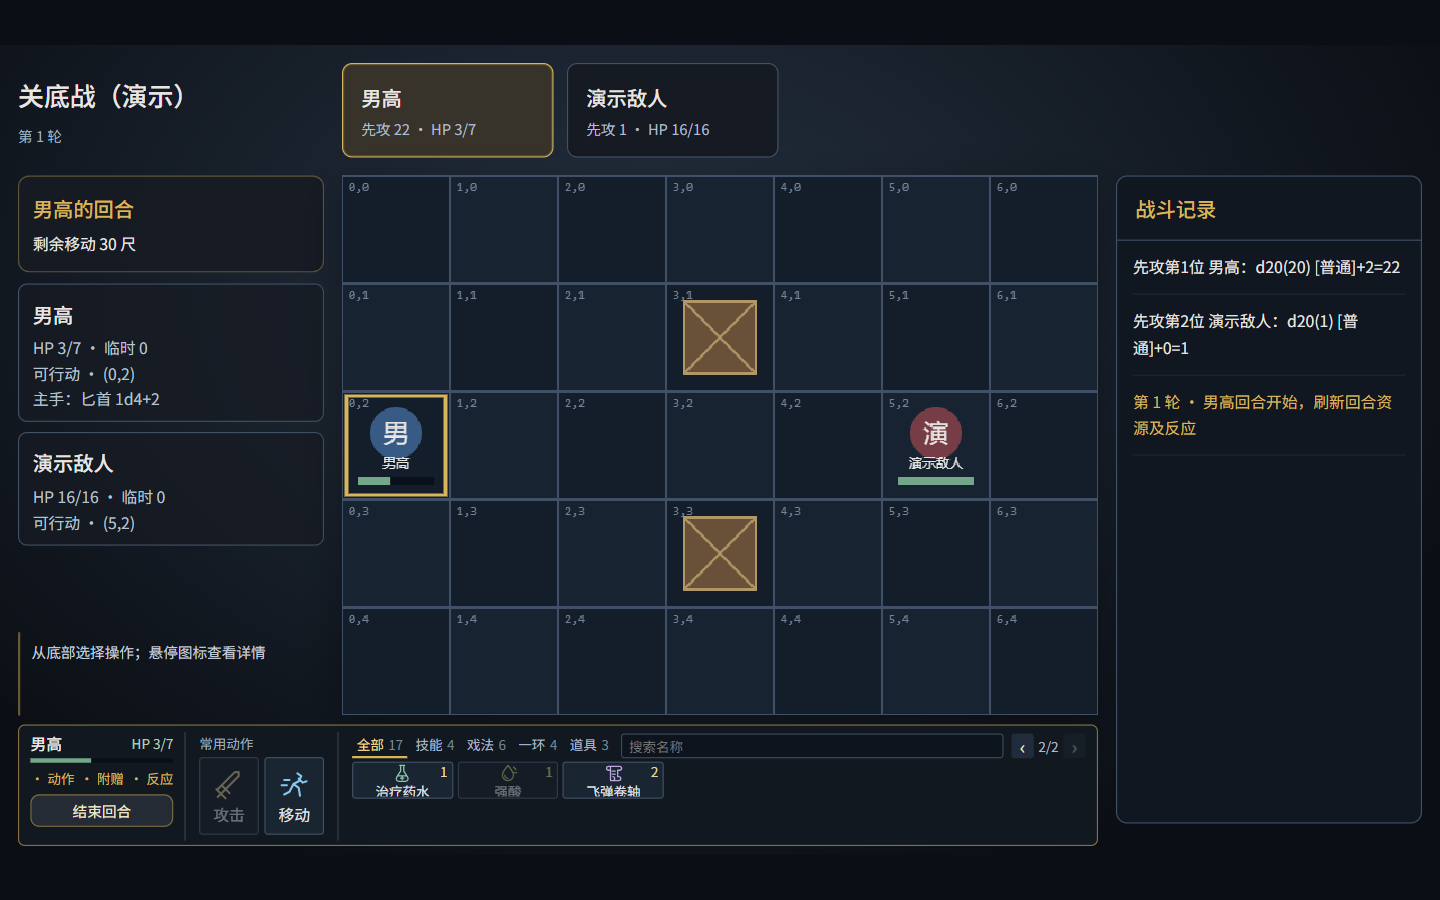 关底战（演示）
第 1 轮
男高
先攻 22 · HP 3/7
演示敌人
先攻 1 · HP 16/16
男高的回合
剩余移动 30 尺
男高
HP 3/7 · 临时 0
可行动 · (0,2)
主手：匕首 1d4+2
演示敌人
HP 16/16 · 临时 0
可行动 · (5,2)
从底部选择操作；悬停图标查看详情
0,0 1,0 2,0 3,0 4,0 5,0 6,0
0,1 1,1 2,1 3,1 4,1 5,1 6,1
0,2 1,2 2,2 3,2 4,2 5,2 6,2
男 演
男高 演示敌人
0,3 1,3 2,3 3,3 4,3 5,3 6,3
0,4 1,4 2,4 3,4 4,4 5,4 6,4
战斗记录
先攻第1位 男高：d20(20) [普通]+2=22
先攻第2位 演示敌人：d20(1) [普
通]+0=1
第 1 轮 · 男高回合开始，刷新回合资
源及反应
男高 HP 3/7
· 动作 · 附赠 · 反应
结束回合
常用动作
攻击 移动
全部 17 技能 4 戏法 6 一环 4 道具 3 搜索名称 ‹ 2/2 ›
1 1 2
治疗药水 强酸 飞弹卷轴